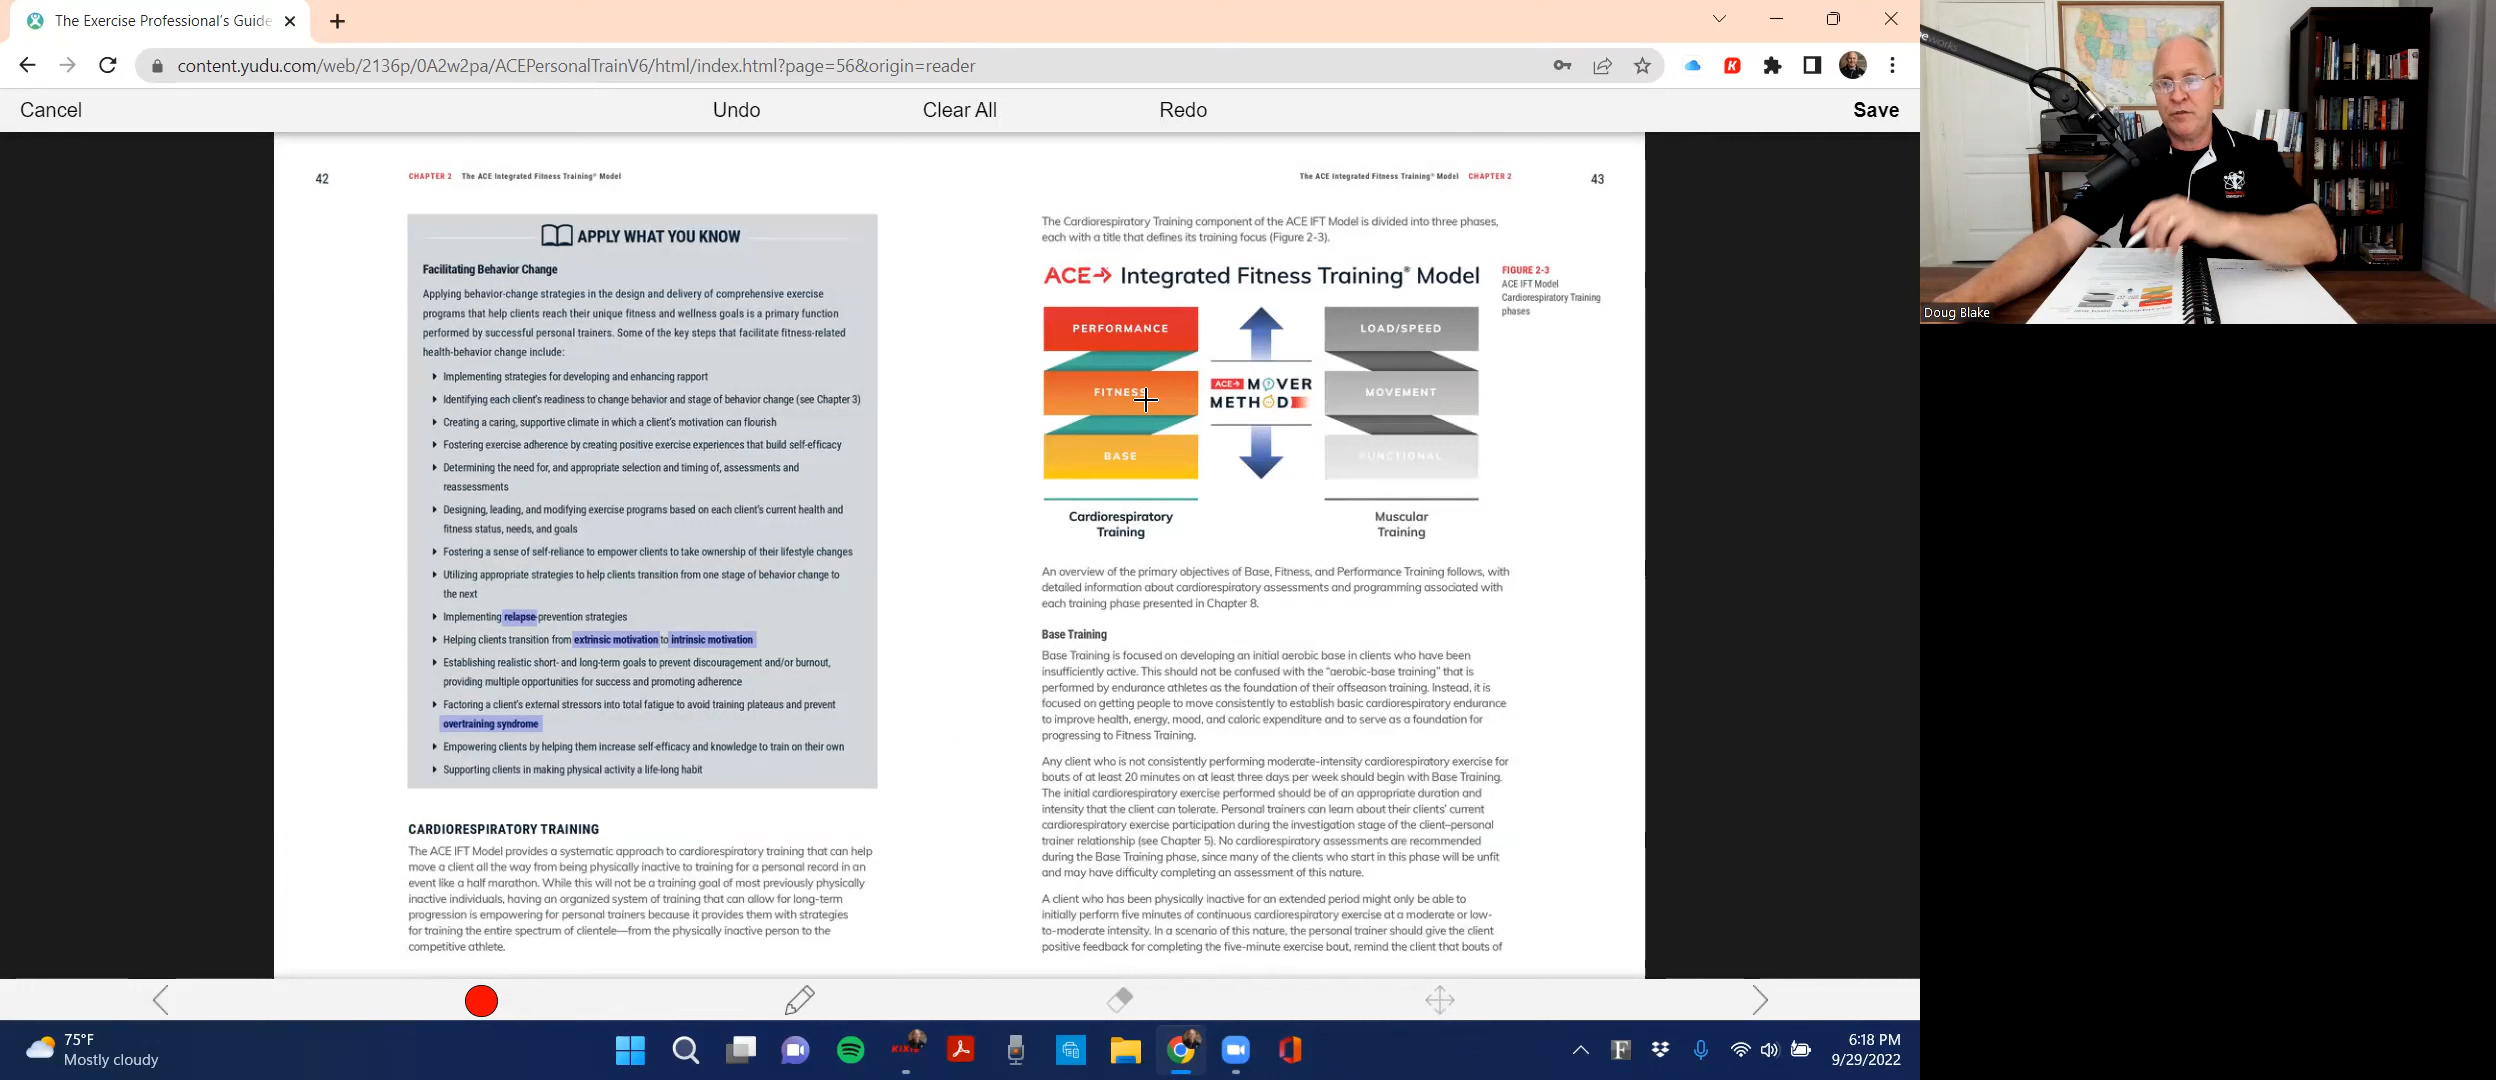 The Exercise Professional's Guide
content.yudu.com/web/2136p/0A2w2pa/ACEPersonalTrainV6/html/index.html?page=56&origin=reader
Cancel
Undo
Clear All
Redo
Save
42
CHAPTER 2 The ACE Integrated Fitness Training® Model
APPLY WHAT YOU KNOW
Facilitating Behavior Change
Applying behavior-change strategies in the design and delivery of comprehensive exercise
programs that help clients reach their unique fitness and wellness goals is a primary function
performed by successful personal trainers. Some of the key steps that facilitate fitness-related
health-behavior change include:
Implementing strategies for developing and enhancing rapport
Identifying each client's readiness to change behavior and stage of behavior change (see Chapter 3)
Creating a caring, supportive climate in which a client's motivation can flourish
Fostering exercise adherence by creating positive exercise experiences that build self-efficacy
Determining the need for, and appropriate selection and timing of, assessments and
reassessments
Designing, leading, and modifying exercise programs based on each client's current health and
fitness status, needs, and goals
Fostering a sense of self-reliance to empower clients to take ownership of their lifestyle changes
Utilizing appropriate strategies to help clients transition from one stage of behavior change to
the next
Implementing relapse prevention strategies
Helping clients transition from extrinsic motivation to intrinsic motivation
Establishing realistic short- and long-term goals to prevent discouragement and/or burnout,
providing multiple opportunities for success and promoting adherence
Factoring a client's external stressors into total fatigue to avoid training plateaus and prevent
overtraining syndrome
Empowering clients by helping them increase self-efficacy and knowledge to train on their own
Supporting clients in making physical activity a life-long habit
CARDIORESPIRATORY TRAINING
The ACE IFT Model provides a systematic approach to cardiorespiratory training that can help
move a client all the way from being physically inactive to training for a personal record in an
event like a half marathon. While this will not be a training goal of most previously physically
inactive individuals, having an organized system of training that can allow for long-term
progression is empowering for personal trainers because it provides them with strategies
for training the entire spectrum of clientele—from the physically inactive person to the
competitive athlete.
The ACE Integrated Fitness Training® Model CHAPTER 2
43
The Cardiorespiratory Training component of the ACE IFT Model is divided into three phases,
each with a title that defines its training focus (Figure 2-3).
ACE Integrated Fitness Training® Model
FIGURE 2-3
ACE IFT Model
Cardiorespiratory Training
phases
PERFORMANCE
LOAD/SPEED
FITNESS
ACE MOVER
METHOD
MOVEMENT
BASE
FUNCTIONAL
Cardiorespiratory
Training
Muscular
Training
An overview of the primary objectives of Base, Fitness, and Performance Training follows, with
detailed information about cardiorespiratory assessments and programming associated with
each training phase presented in Chapter 8.
Base Training
Base Training is focused on developing an initial aerobic base in clients who have been
insufficiently active. This should not be confused with the "aerobic-base training" that is
performed by endurance athletes as the foundation of their offseason training. Instead, it is
focused on getting people to move consistently to establish basic cardiorespiratory endurance
to improve health, energy, mood, and caloric expenditure and to serve as a foundation for
progressing to Fitness Training.
Any client who is not consistently performing moderate-intensity cardiorespiratory exercise for
bouts of at least 20 minutes on at least three days per week should begin with Base Training.
The initial cardiorespiratory exercise performed should be of an appropriate duration and
intensity that the client can tolerate. Personal trainers can learn about their clients' current
cardiorespiratory exercise participation during the investigation stage of the client–personal
trainer relationship (see Chapter 5). No cardiorespiratory assessments are recommended
during the Base Training phase, since many of the clients who start in this phase will be unfit
and may have difficulty completing an assessment of this nature.
A client who has been physically inactive for an extended period might only be able to
initially perform five minutes of continuous cardiorespiratory exercise at a moderate or low-
to-moderate intensity. In a scenario of this nature, the personal trainer should give the client
positive feedback for completing the five-minute exercise bout, remind the client that bouts of
Doug Blake
75°F
Mostly cloudy
KIXIE
6:18 PM
9/29/2022